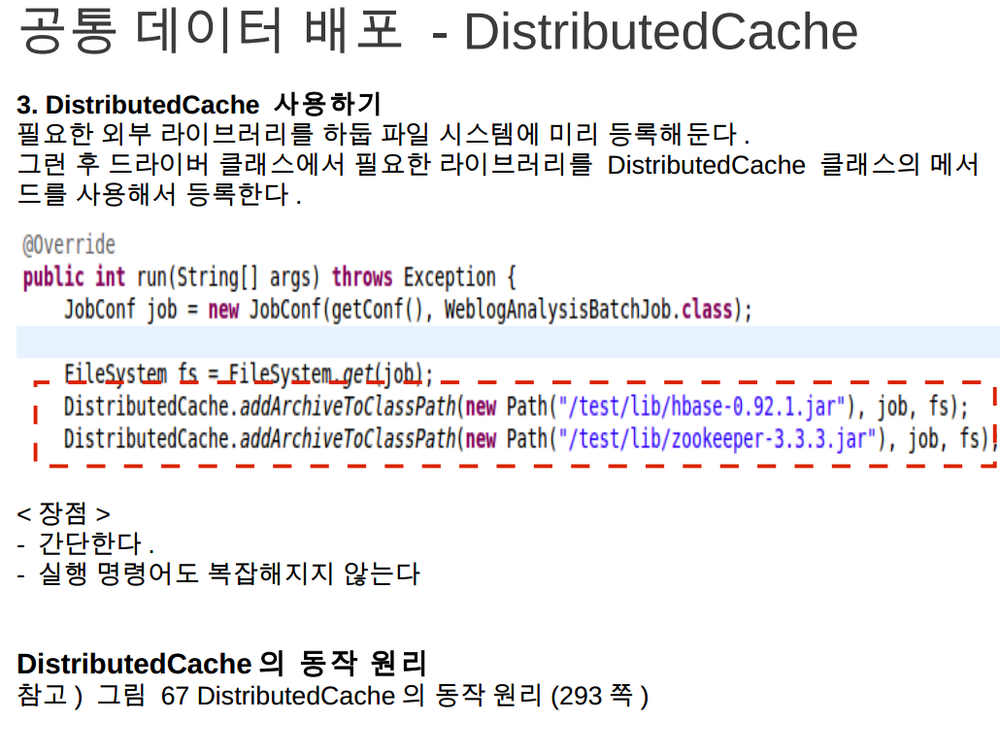 공통 데이터 배포 - DistributedCache
3. DistributedCache 사용하기
필요한 외부 라이브러리를 하둡 파일 시스템에 미리 등록해둔다 .
그런 후 드라이버 클래스에서 필요한 라이브러리를 DistributedCache 클래스의 메서
드를 사용해서 등록한다 .
@Override
public int run(String[] args) throws Exception {
JobConf job = new JobConf(getConf(), WeblogAnalysisBatchJob.class);
FileSystem fs = FileSystem.get(job);
DistributedCache.addArchiveToClassPath(new Path("/test/lib/hbase-0.92.1.jar"), job, fs);
DistributedCache.addArchiveToClassPath(new Path("/test/lib/zookeeper-3.3.3.jar"), job, fs);
< 장점 >
- 간단한다 .
- 실행 명령어도 복잡해지지 않는다
DistributedCache 의 동작 원리
참고 ) 그림 67 DistributedCache 의 동작 원리 (293 쪽 )